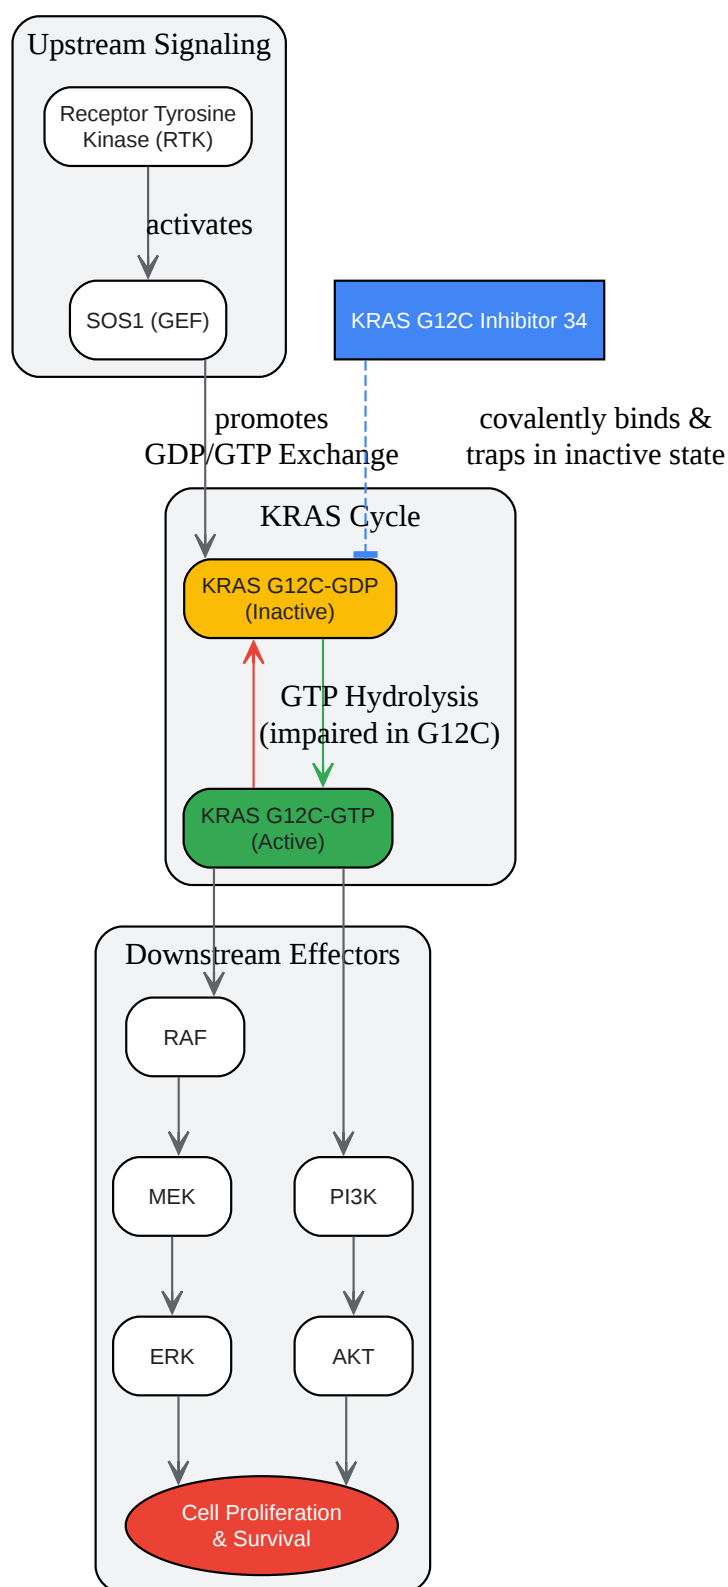 Upstream Signaling
Receptor Tyrosine
Kinase (RTK)
activates
SOS1 (GEF)
KRAS G12C Inhibitor 34
promotes
GDP/GTP Exchange
covalently binds &
traps in inactive state
KRAS Cycle
KRAS G12C-GDP
(Inactive)
GTP Hydrolysis
(impaired in G12C)
KRAS G12C-GTP
(Active)
Downstream Effectors
RAF
MEK
PI3K
ERK
AKT
Cell Proliferation
& Survival